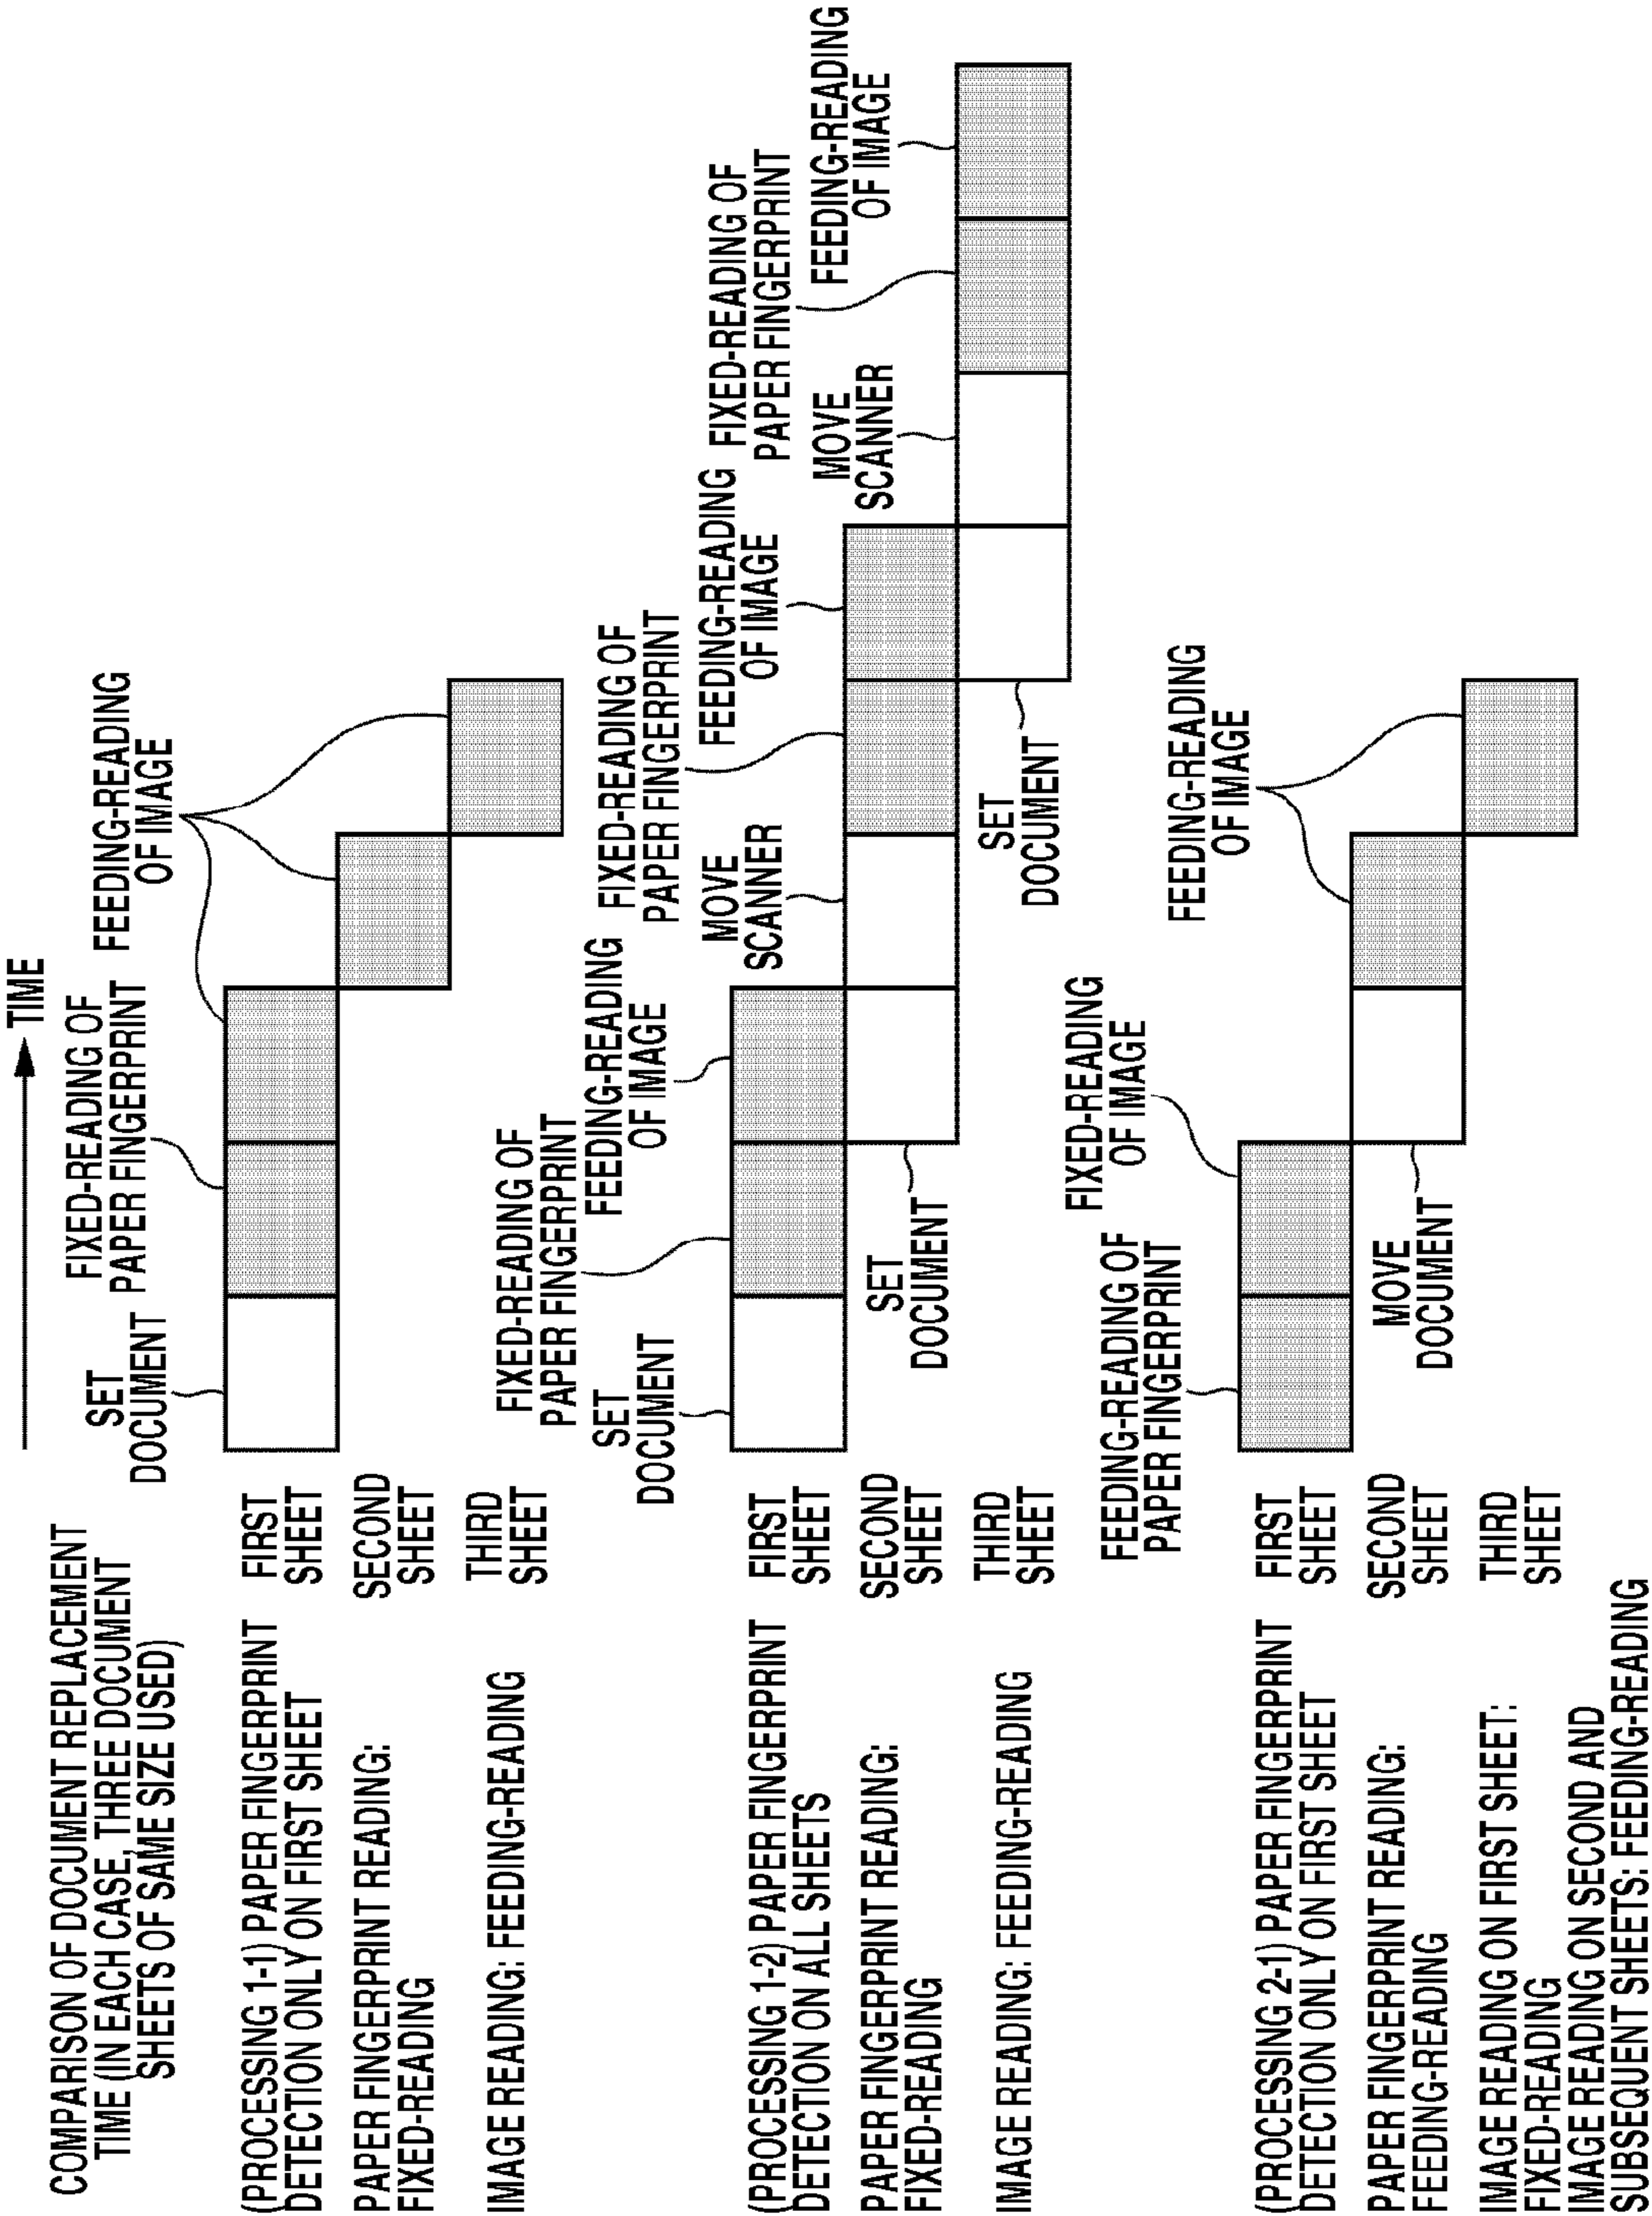 COMPARISON OF DOCUMENT REPLACEMENT
TIME (IN EACH CASE, THREE DOCUMENT
SHEETS OF SAME SIZE USED)
TIME
(PROCESSING 1-1) PAPER FINGERPRINT
DETECTION ONLY ON FIRST SHEET
PAPER FINGERPRINT READING:
FIXED-READING
IMAGE READING: FEEDING-READING
FIRST
SHEET
SECOND
SHEET
THIRD
SHEET
SET
DOCUMENT
FIXED-READING OF
PAPER FINGERPRINT
FEEDING-READING
OF IMAGE
(PROCESSING 1-2) PAPER FINGERPRINT
DETECTION ON ALL SHEETS
PAPER FINGERPRINT READING:
FIXED-READING
IMAGE READING: FEEDING-READING
FIRST
SHEET
SECOND
SHEET
THIRD
SHEET
SET
DOCUMENT
FIXED-READING OF
PAPER FINGERPRINT
FEEDING-READING
OF IMAGE
SET
DOCUMENT
MOVE
SCANNER
FIXED-READING OF
PAPER FINGERPRINT
FEEDING-READING
OF IMAGE
SET
DOCUMENT
MOVE
SCANNER
FIXED-READING OF
PAPER FINGERPRINT
FEEDING-READING
OF IMAGE
(PROCESSING 2-1) PAPER FINGERPRINT
DETECTION ONLY ON FIRST SHEET
PAPER FINGERPRINT READING:
FEEDING-READING
IMAGE READING ON FIRST SHEET:
FIXED-READING
IMAGE READING ON SECOND AND
SUBSEQUENT SHEETS: FEEDING-READING
FIRST
SHEET
SECOND
SHEET
THIRD
SHEET
FEEDING-READING OF
PAPER FINGERPRINT
FIXED-READING
OF IMAGE
MOVE
DOCUMENT
FEEDING-READING
OF IMAGE